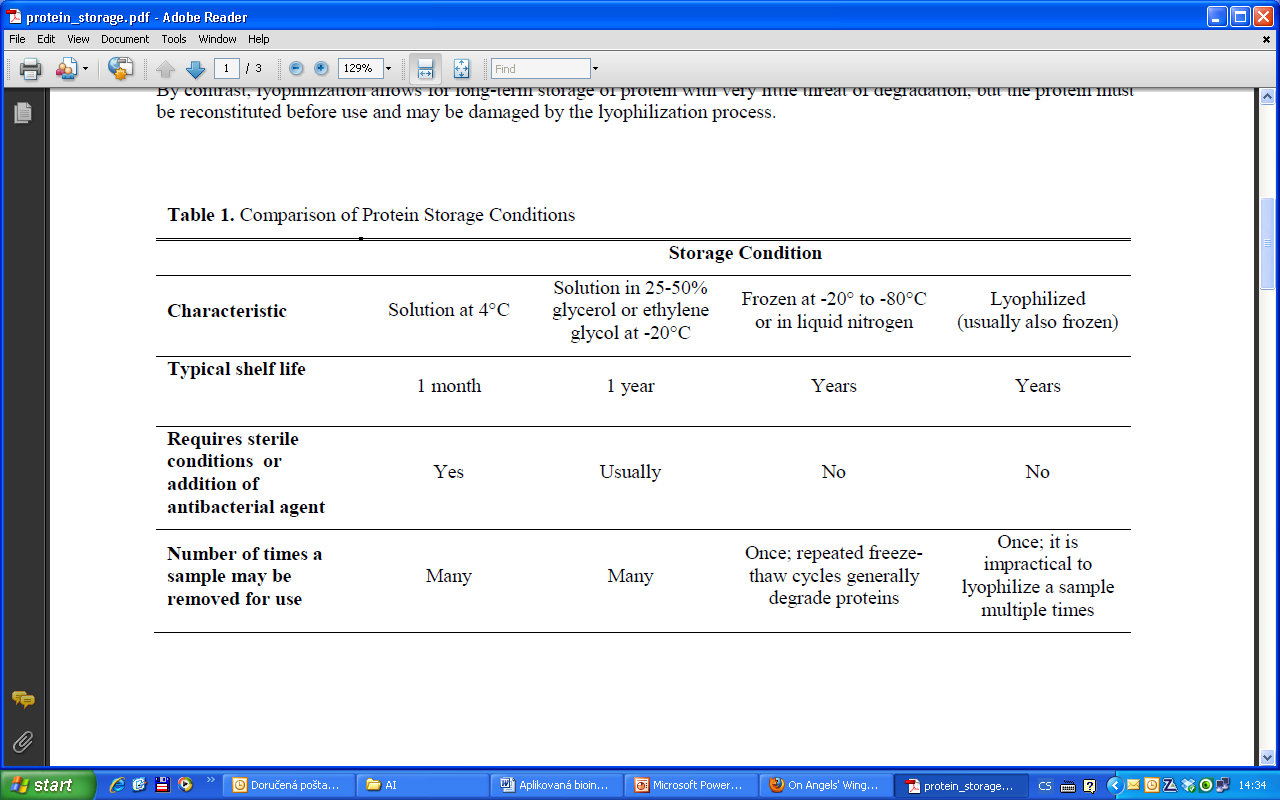 protein_storage.pdf - Adobe Reader
File Edit View Document Tools Window Help
1 / 3 129% Find
By contrast, lyophilization allows for long-term storage of protein with very little threat of degradation, but the protein must
be reconstituted before use and may be damaged by the lyophilization process.
Table 1. Comparison of Protein Storage Conditions
Storage Condition
Characteristic
Solution at 4°C
Solution in 25-50%
glycerol or ethylene
glycol at -20°C
Frozen at -20° to -80°C
or in liquid nitrogen
Lyophilized
(usually also frozen)
Typical shelf life
1 month
1 year
Years
Years
Requires sterile
conditions or
addition of
antibacterial agent
Yes
Usually
No
No
Number of times a
sample may be
removed for use
Many
Many
Once; repeated freeze-
thaw cycles generally
degrade proteins
Once; it is
impractical to
lyophilize a sample
multiple times
start Doručená pošta... AI Aplikovaná bioin... Microsoft Power... On Angels' Wing... protein_storage... CS 14:34